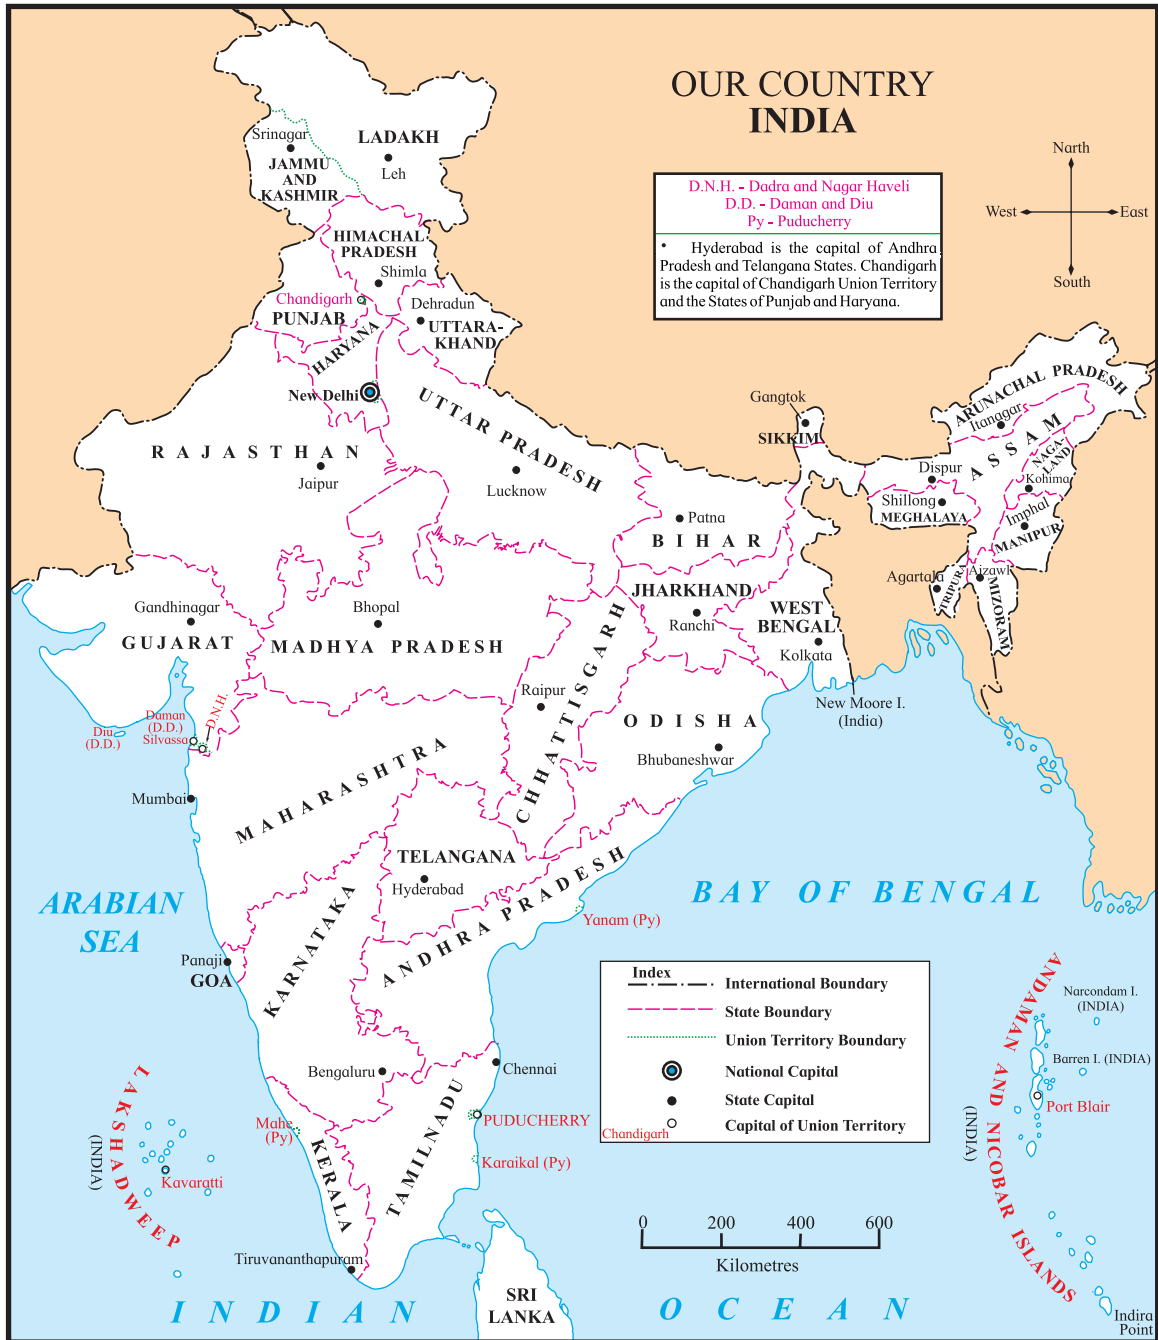 OUR COUNTRY
INDIA
Narth
West
East
South
D.N.H. - Dadra and Nagar Haveli
D.D. - Daman and Diu
Py - Puducherry
• Hyderabad is the capital of Andhra
Pradesh and Telangana States. Chandigarh
is the capital of Chandigarh Union Territory
and the States of Punjab and Haryana.
Srinagar
LADAKH
Leh
JAMMU
AND
KASHMIR
HIMACHAL
PRADESH
Shimla
Chandigarh
PUNJAB
Dehradun
UTTARA-
KHAND
HARYANA
New Delhi
UTTAR PRADESH
Lucknow
RAJASTHAN
Jaipur
Gangtok
SIKKIM
ARUNACHAL PRADESH
Itanagar
ASSAM
Dispur
NAGA-
LAND
Kohima
Shillong
MEGHALAYA
Imphal
MANIPUR
Patna
BIHAR
Agartala
TRIPURA
Aizawl
MIZORAM
JHARKHAND
Ranchi
WEST
BENGAL
Kolkata
New Moore I.
(India)
Gandhinagar
GUJARAT
Bhopal
MADHYA PRADESH
Raipur
CHHATTISGARH
ODISHA
Bhubaneshwar
Diu
(D.D.)
Daman
(D.D.)
Silvassa
D.N.H.
Mumbai
MAHARASHTRA
TELANGANA
Hyderabad
ANDHRA PRADESH
Yanam (Py)
ARABIAN
SEA
BAY OF BENGAL
Panaji
GOA
KARNATAKA
Bengaluru
Chennai
PUDUCHERRY
Karaikal (Py)
Mahe
(Py)
KERALA
TAMILNADU
Tiruvananthapuram
LAKSHADWEEP
(INDIA)
Kavaratti
Index
International Boundary
State Boundary
Union Territory Boundary
National Capital
State Capital
Chandigarh
Capital of Union Territory
ANDAMAN AND NICOBAR ISLANDS
(INDIA)
Narcondam I.
(INDIA)
Barren I. (INDIA)
Port Blair
Indira
Point
0 200 400 600
Kilometres
SRI
LANKA
INDIAN OCEAN